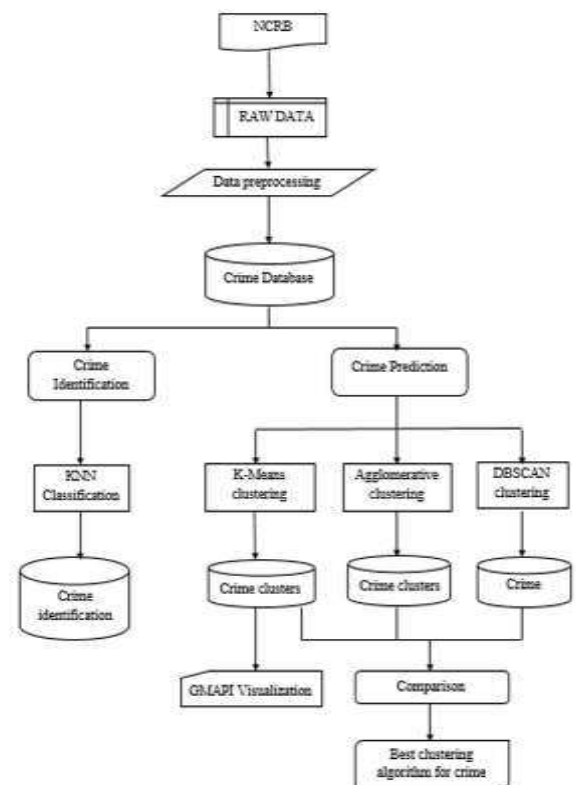 NCRB
RAW DATA
Data preprocessing
Crime Database
Crime
Identification
Crime Prediction
KNN
Classification
K-Means
clustering
Agglomerative
clustering
DBSCAN
clustering
Crime
identification
Crime clusters
Crime clusters
Crime
GMAPI Visualization
Comparison
Best clustering
algorithm for crime